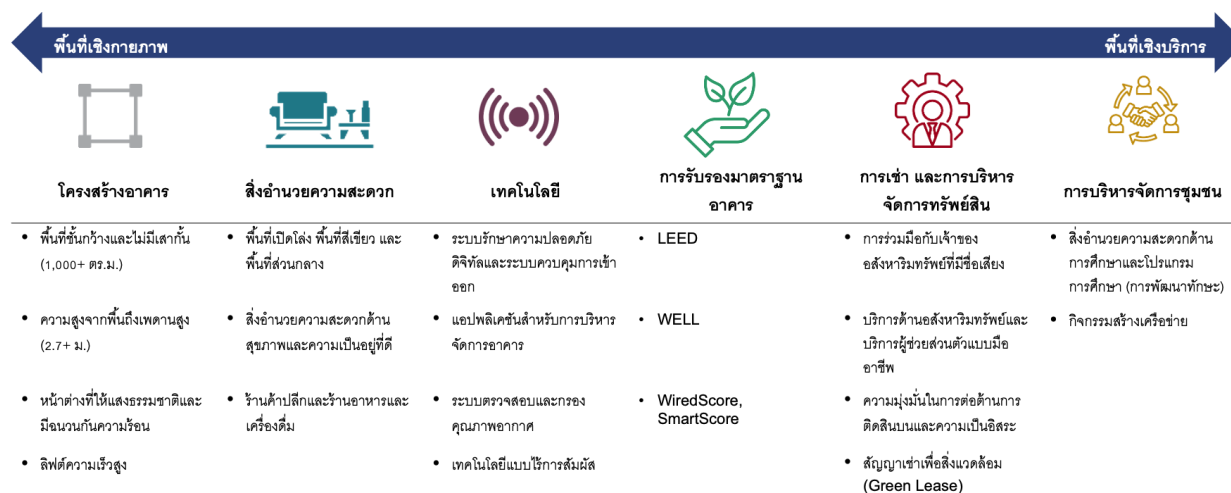 พื้นที่เชิงกายภาพ
พื้นที่เชิงบริการ
โครงสร้างอาคาร
สิ่งอำนวยความสะดวก
เทคโนโลยี
การรับรองมาตราฐาน
อาคาร
การเช่า และการบริหาร
จัดการทรัพย์สิน
การบริหารจัดการชุมชน
• พื้นที่ชั้นกว้างและไม่มีเสากั้น
(1,000+ ตร.ม.)
• ความสูงจากพื้นถึงเพดานสูง
(2.7+ ม.)
• หน้าต่างที่ให้แสงธรรมชาติและ
มีฉนวนกันความร้อน
• ลิฟต์ความเร็วสูง
• พื้นที่เปิดโล่ง พื้นที่สีเขียว และ
พื้นที่ส่วนกลาง
• สิ่งอำนวยความสะดวกด้าน
สุขภาพและความเป็นอยู่ที่ดี
• ร้านค้าปลีกและร้านอาหารและ
เครื่องดื่ม
• ระบบรักษาความปลอดภัย
ดิจิทัลและระบบควบคุมการเข้า
ออก
• แอปพลิเคชันสำหรับการบริหาร
จัดการอาคาร
• ระบบตรวจสอบและกรอง
คุณภาพอากาศ
• เทคโนโลยีแบบไร้การสัมผัส
• LEED
• WELL
• WiredScore,
SmartScore
• การร่วมมือกับเจ้าของ
อสังหาริมทรัพย์ที่มีชื่อเสียง
• บริการด้านอสังหาริมทรัพย์และ
บริการผู้ช่วยส่วนตัวแบบมือ
อาชีพ
• ความมุ่งมั่นในการต่อต้านการ
ติดสินบนและความเป็นอิสระ
• สัญญาเช่าเพื่อสิ่งแวดล้อม
(Green Lease)
• สิ่งอำนวยความสะดวกด้าน
การศึกษาและโปรแกรม
การศึกษา (การพัฒนาทักษะ)
• กิจกรรมสร้างเครือข่าย